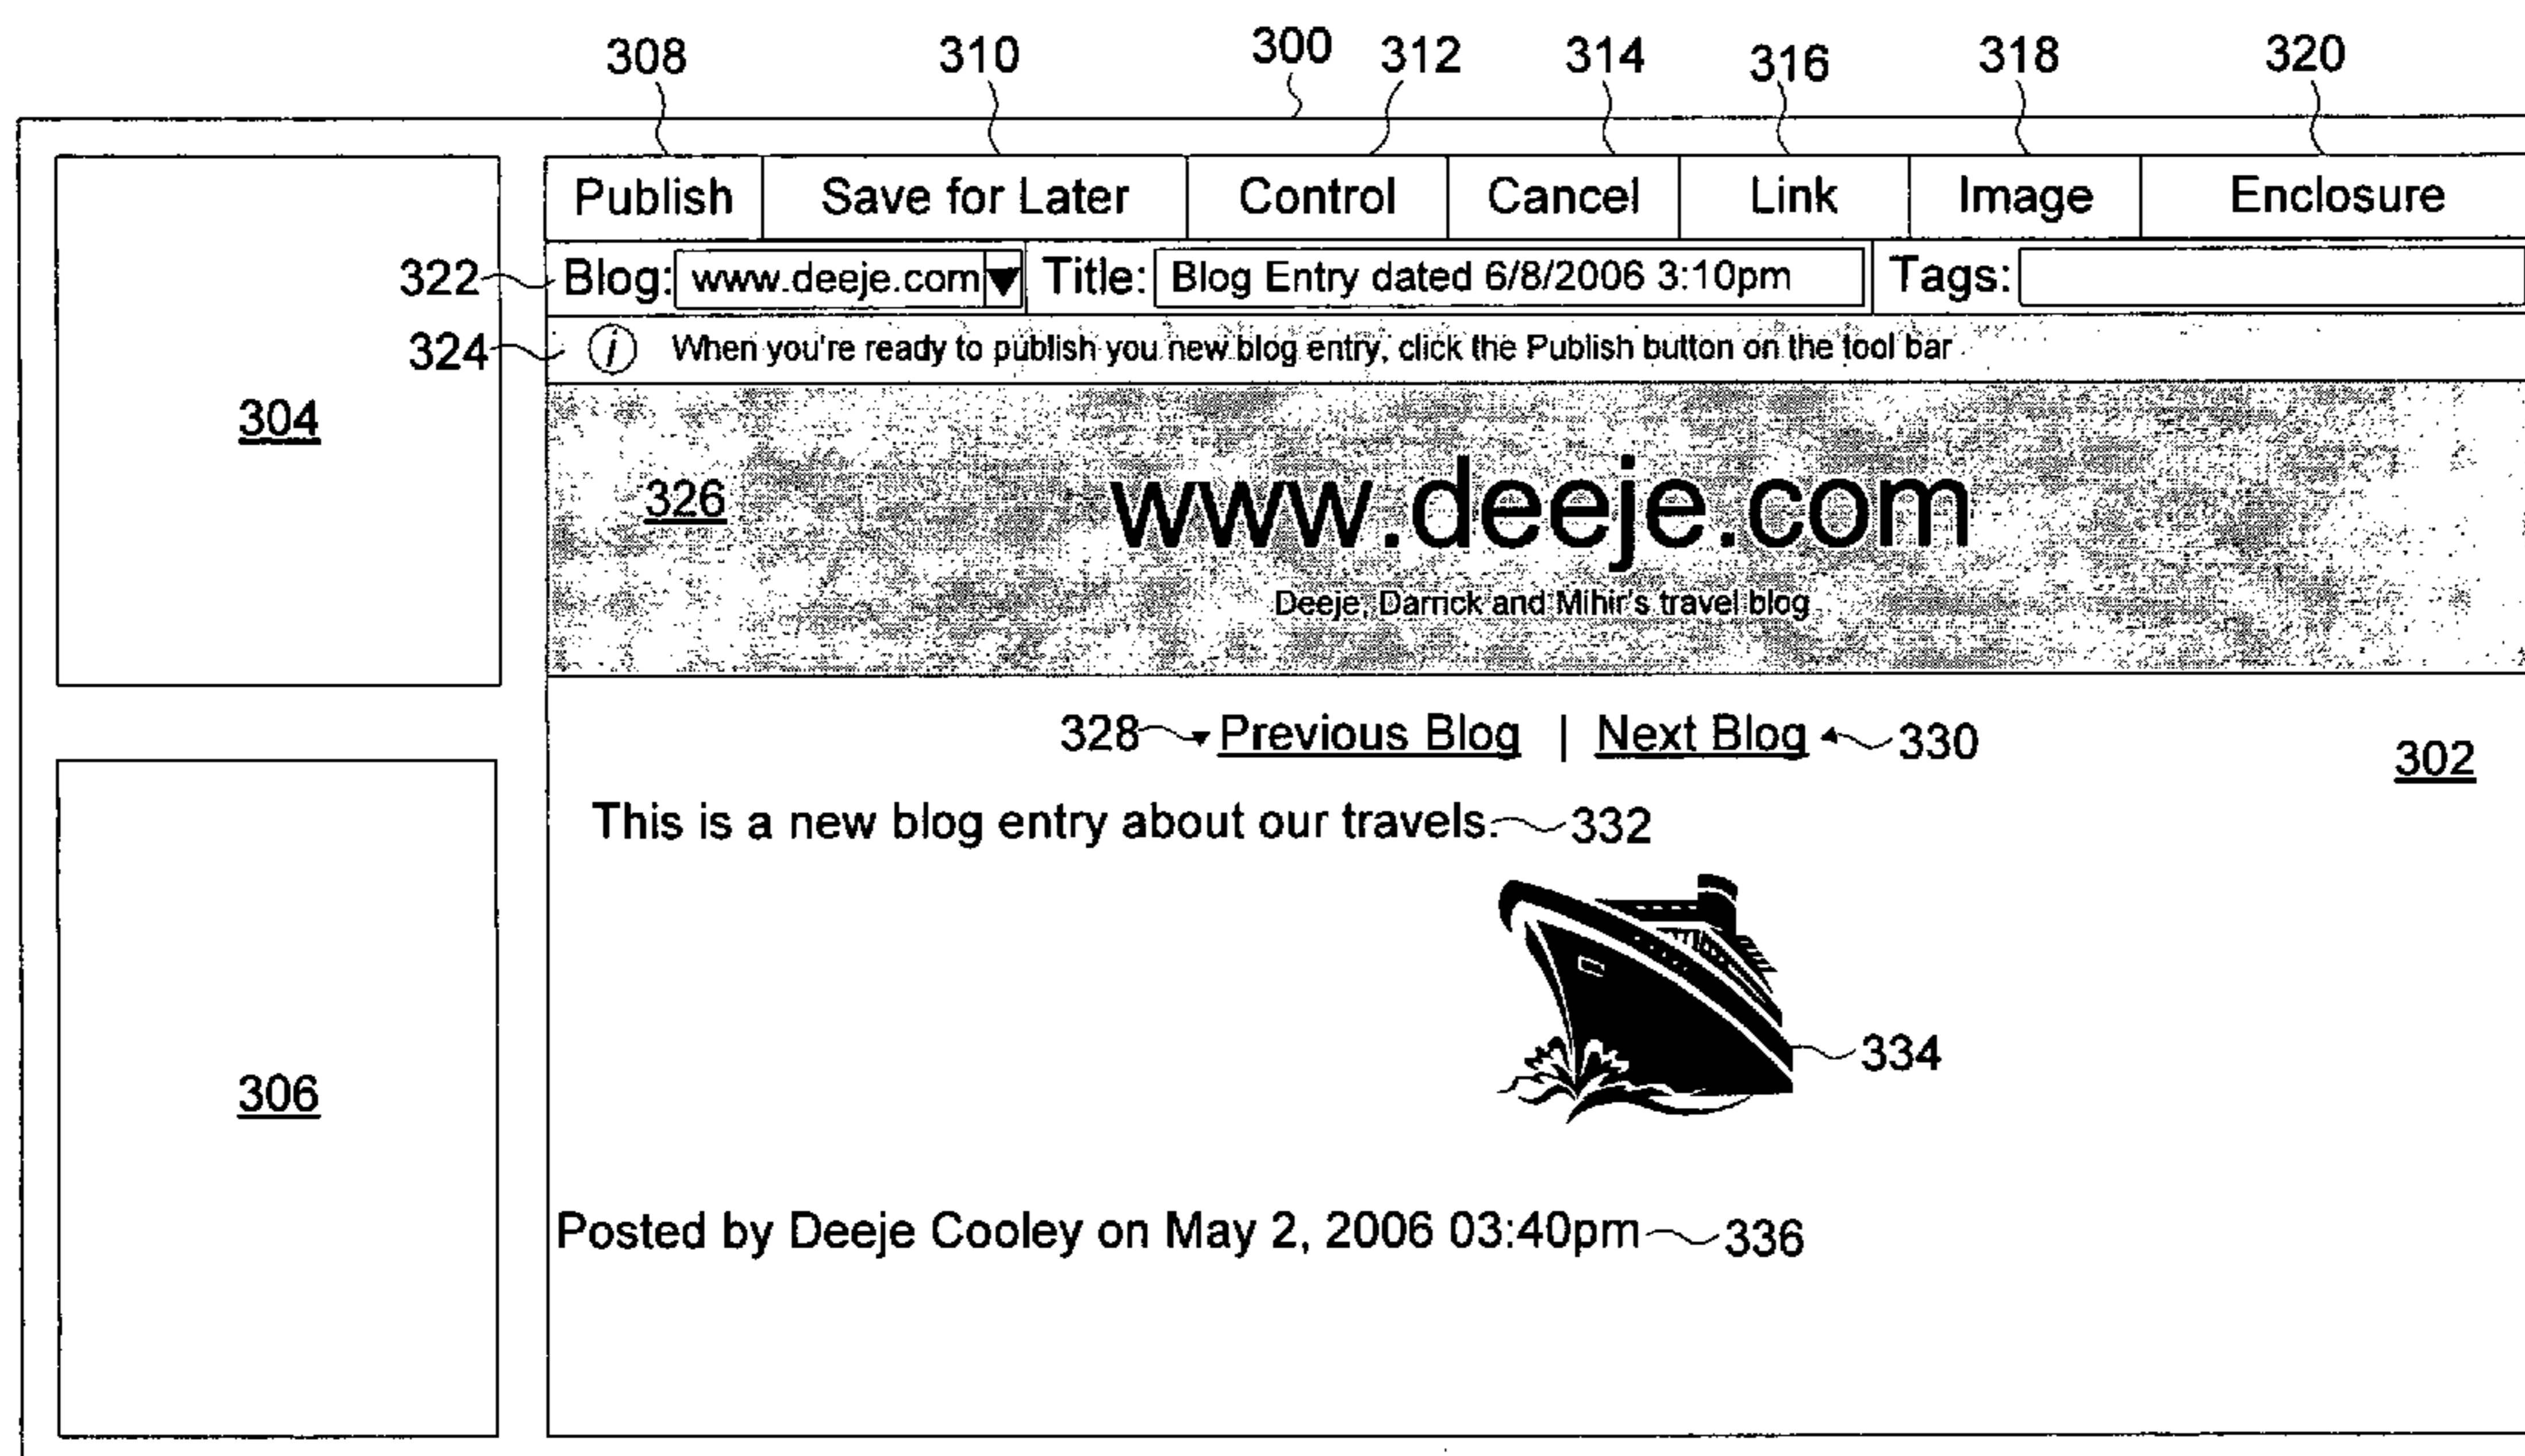 308 310 300 312 314 316 318 320
Publish Save for Later Control Cancel Link Image Enclosure
322 Blog: www.deeje.com Title: Blog Entry dated 6/8/2006 3:10pm Tags:
324 i When you're ready to publish you new blog entry, click the Publish button on the tool bar
304
326 www.deeje.com
Deeje, Darrick and Mihir's travel blog
328 Previous Blog | Next Blog 330
302
This is a new blog entry about our travels. 332
334
306
Posted by Deeje Cooley on May 2, 2006 03:40pm 336